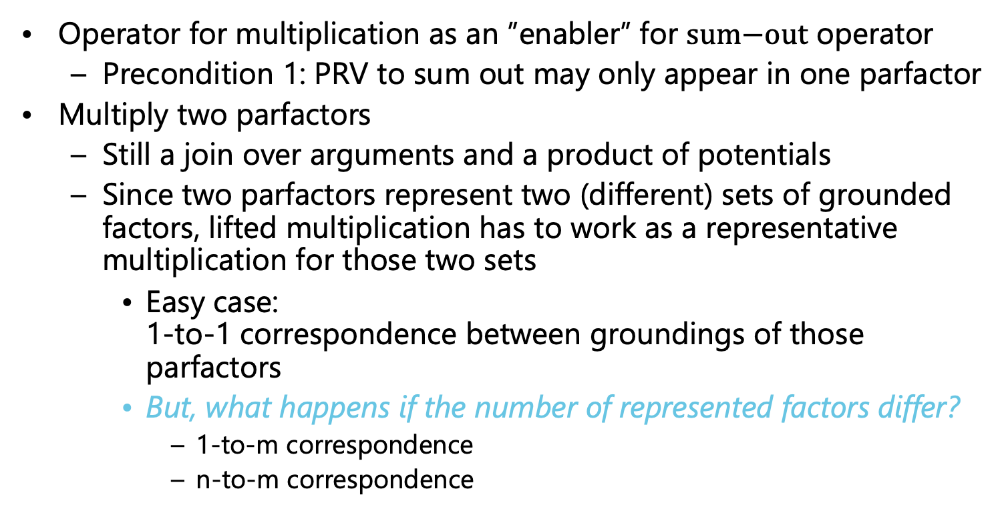 • Operator for multiplication as an ”enabler” for sum−out operator
– Precondition 1: PRV to sum out may only appear in one parfactor
• Multiply two parfactors
– Still a join over arguments and a product of potentials
– Since two parfactors represent two (different) sets of grounded
factors, lifted multiplication has to work as a representative
multiplication for those two sets
• Easy case:
1-to-1 correspondence between groundings of those
parfactors
• But, what happens if the number of represented factors differ?
– 1-to-m correspondence
– n-to-m correspondence